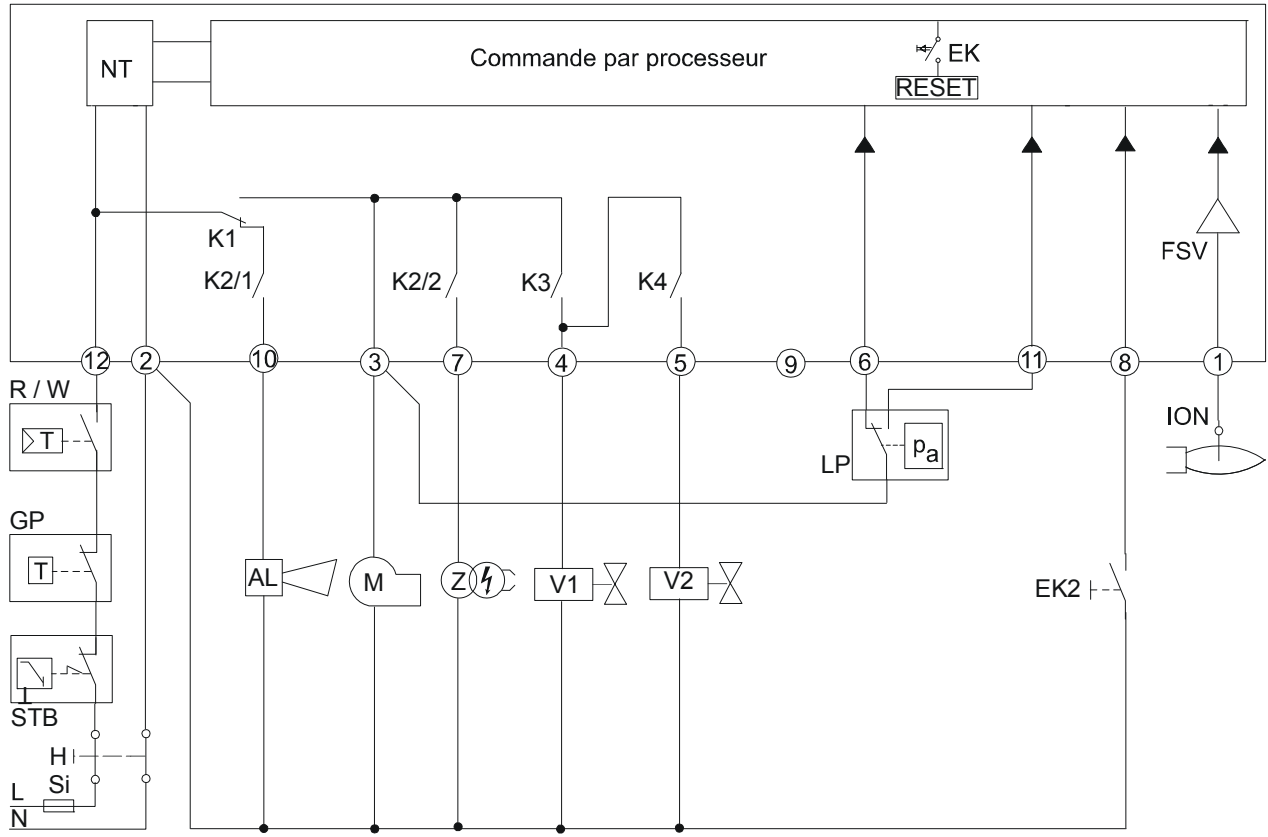 NT
Commande par processeur
EK
RESET
K1
K2/1
K2/2
K3
K4
FSV
12
2
10
3
7
4
5
9
6
11
8
1
R / W
T
LP
pa
ION
GP
T
AL
M
Z
V1
V2
EK2
STB
H
Si
L
N